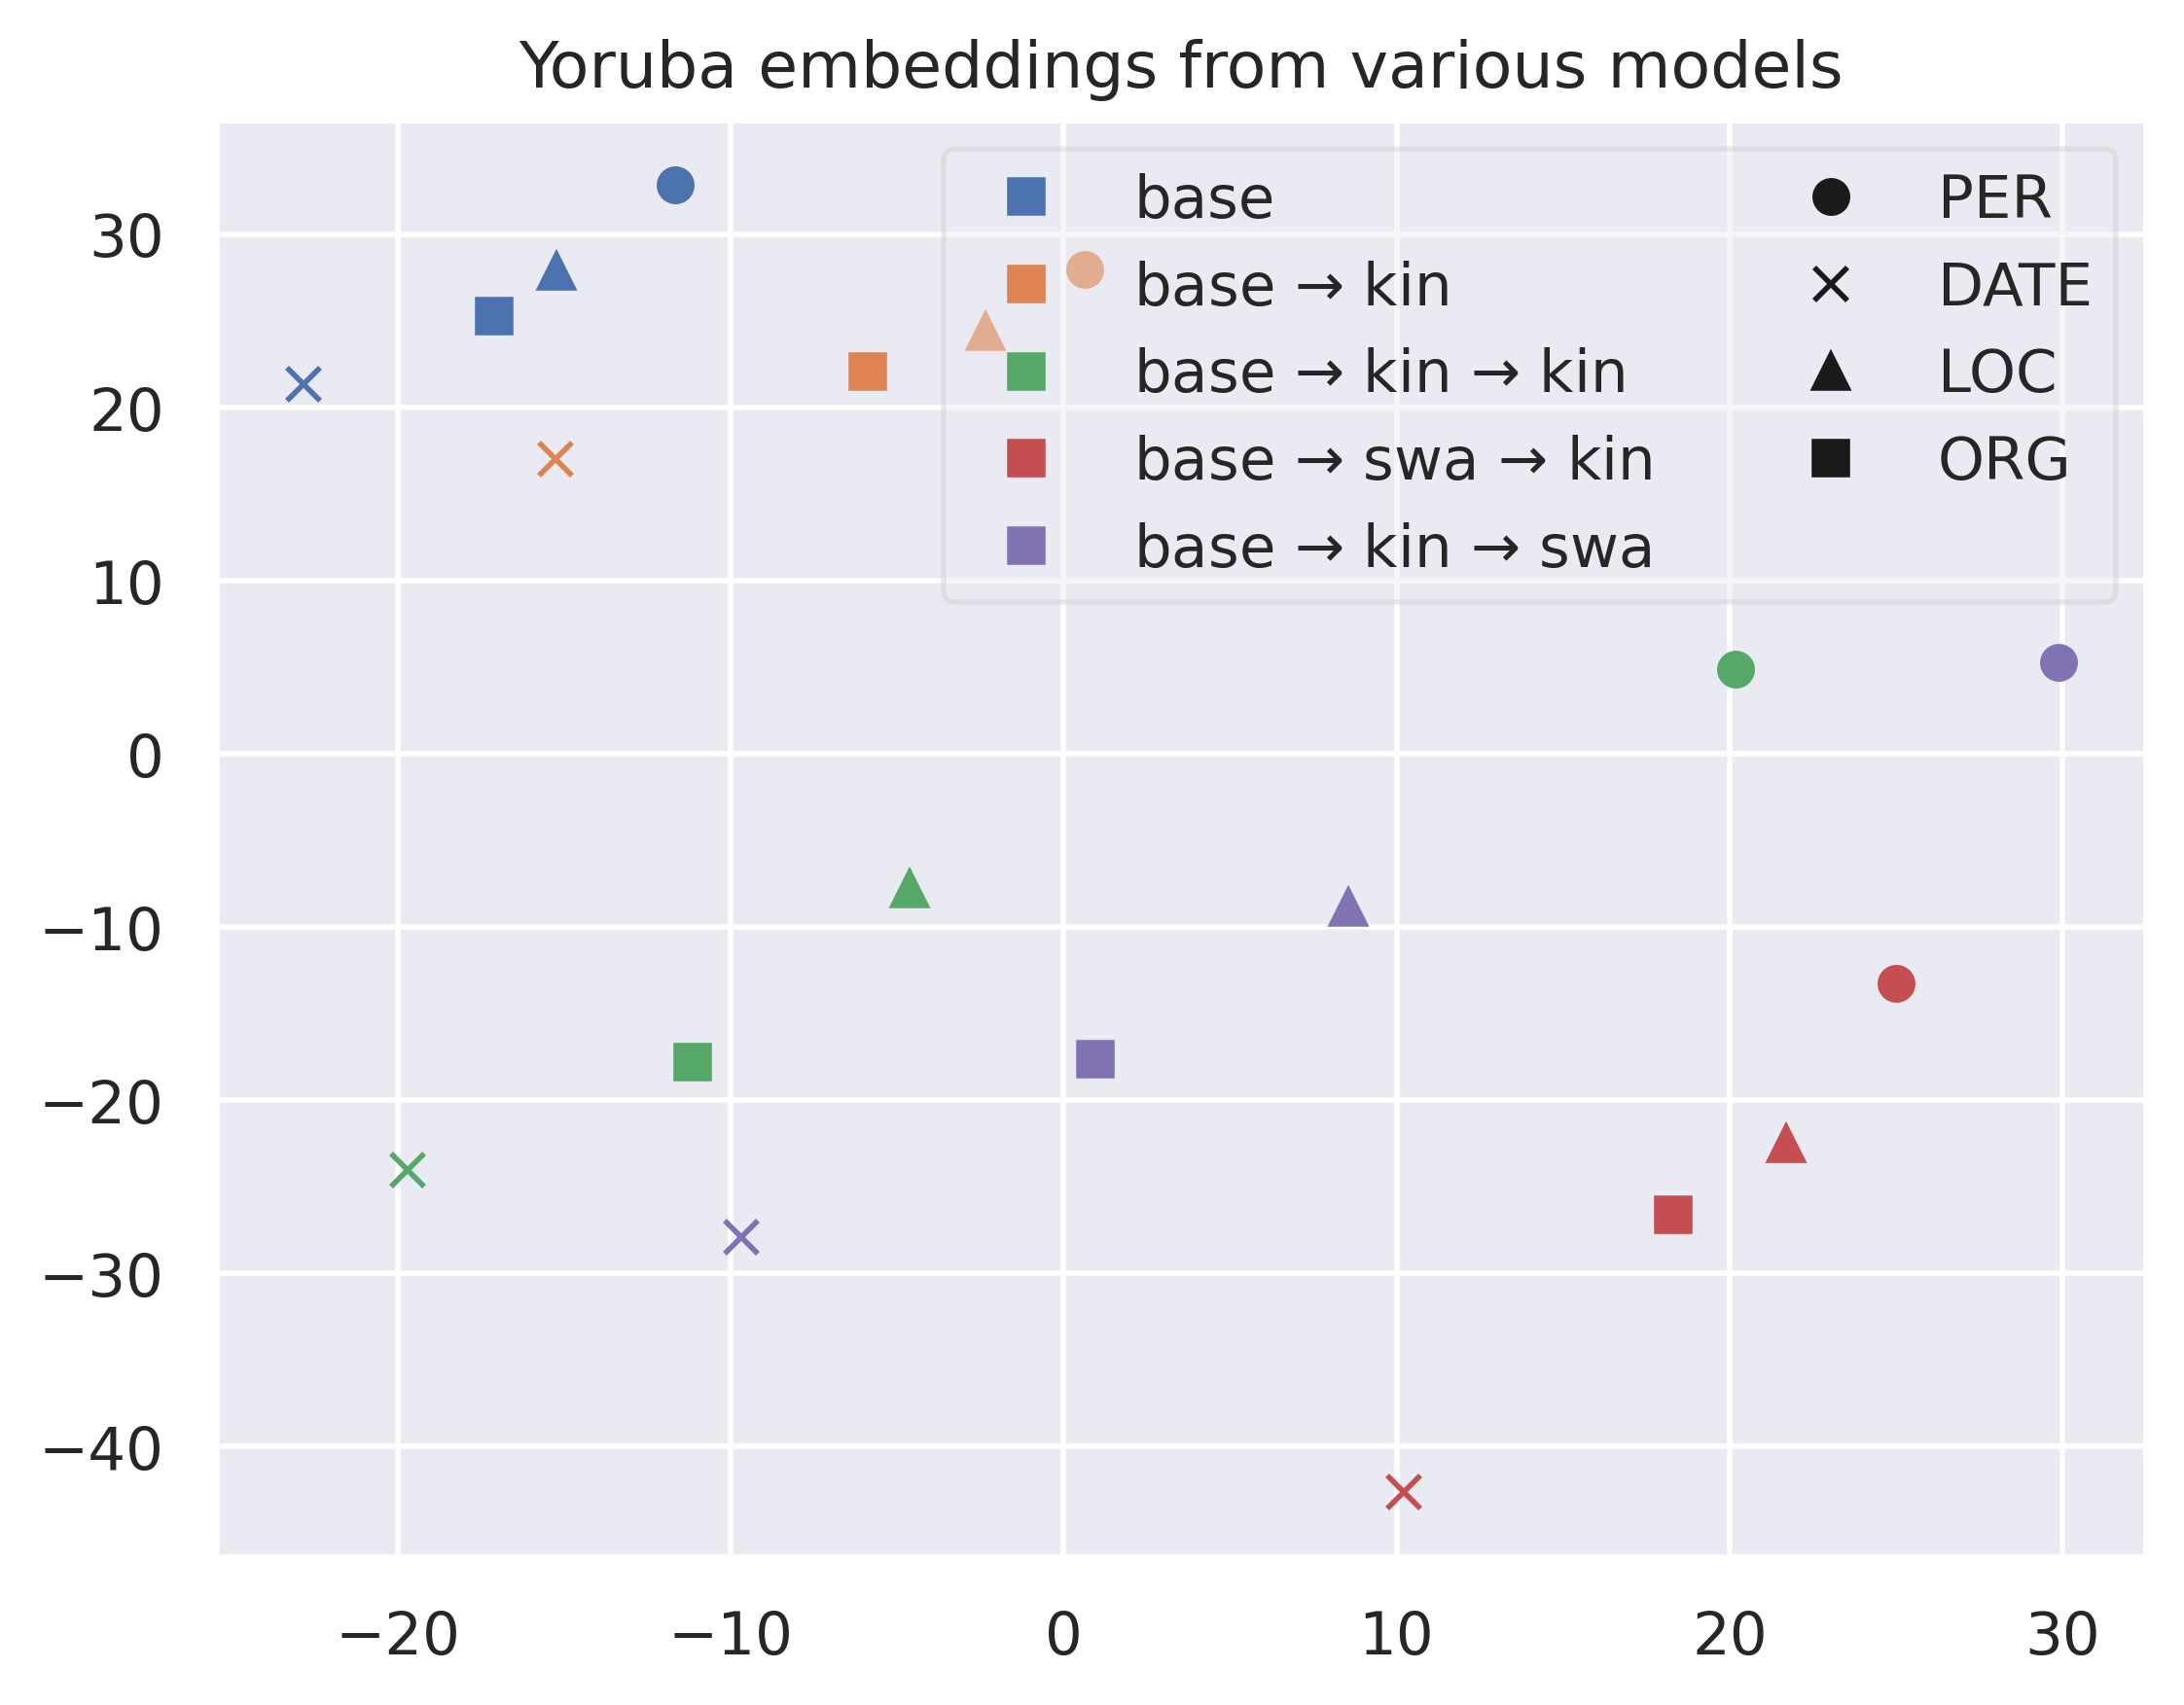 Yoruba embeddings from various models
base
base → kin
base → kin → kin
base → swa → kin
base → kin → swa
PER
DATE
LOC
ORG
30
20
10
0
−10
−20
−30
−40
−20 −10 0 10 20 30